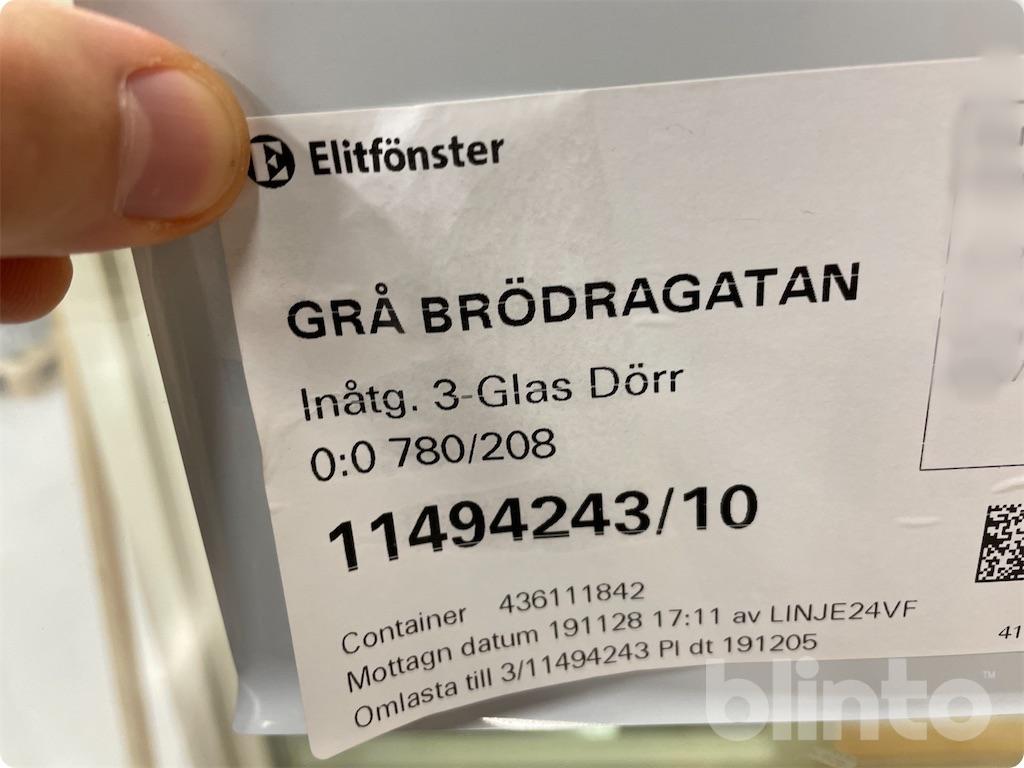 E Elitfönster
GRÅ BRÖDRAGATAN
Inåtg. 3-Glas Dörr
0:0 780/208
11494243/10
Container 436111842
Mottagn datum 191128 17:11 av LINJE24VF
Omlasta till 3/11494243 Pl dt 191205
41
blinto™